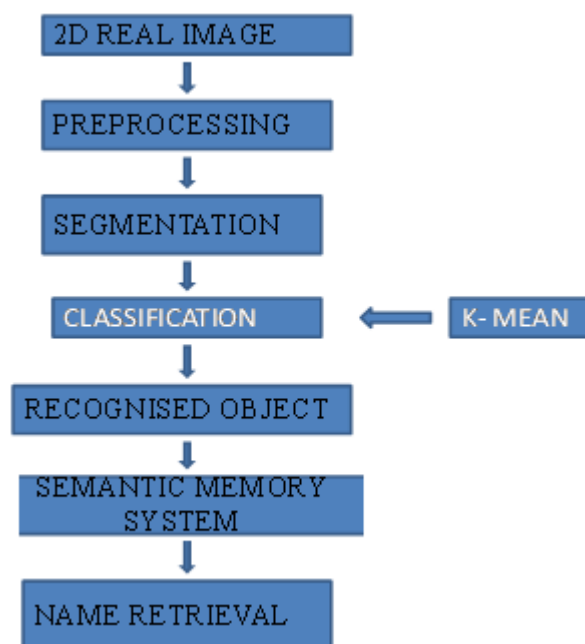 2D REAL IMAGE
PREPROCESSING
SEGMENTATION
CLASSIFICATION
K- MEAN
RECOGNISED OBJECT
SEMANTIC MEMORY
SYSTEM
NAME RETRIEVAL